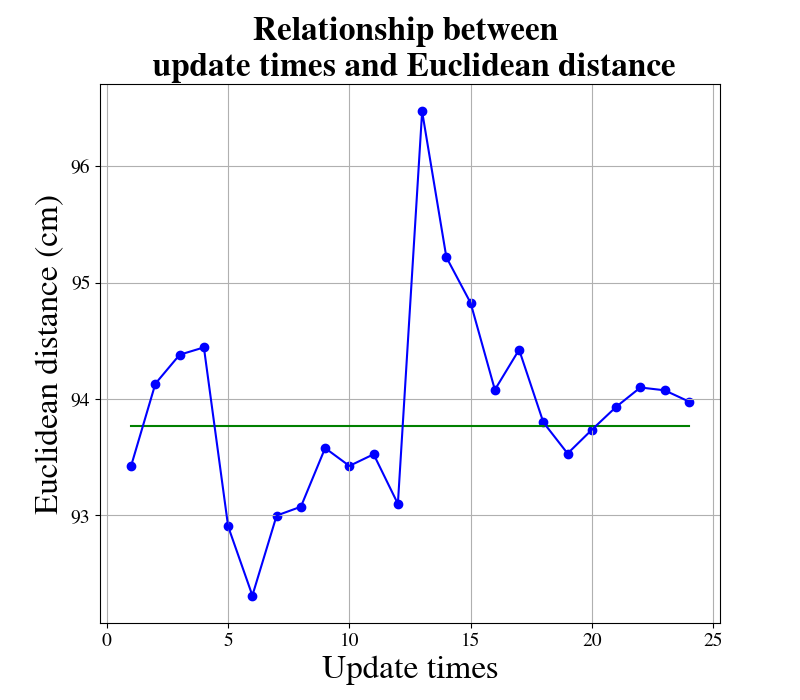 Relationship between
update times and Euclidean distance
Euclidean distance (cm)
96
95
94
93
0 5 10 15 20 25
Update times